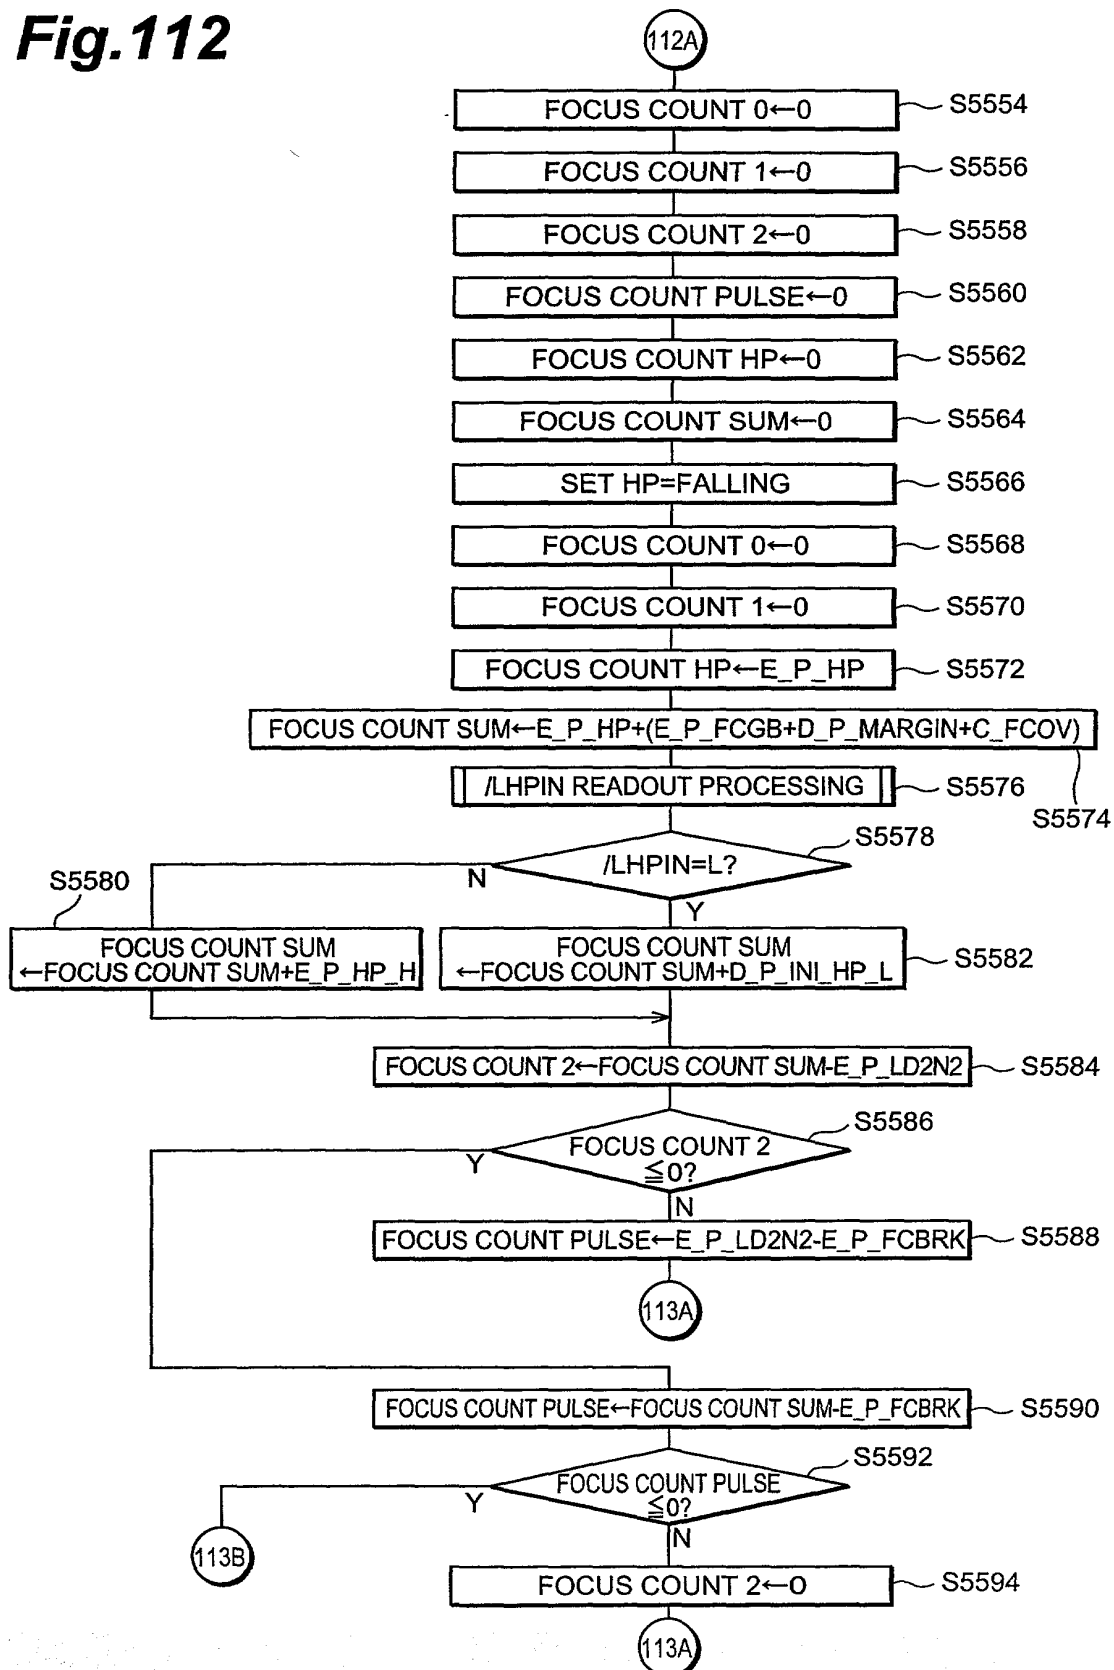 Fig.112
112A
FOCUS COUNT 0←0
S5554
FOCUS COUNT 1←0
S5556
FOCUS COUNT 2←0
S5558
FOCUS COUNT PULSE←0
S5560
FOCUS COUNT HP←0
S5562
FOCUS COUNT SUM←0
S5564
SET HP=FALLING
S5566
FOCUS COUNT 0←0
S5568
FOCUS COUNT 1←0
S5570
FOCUS COUNT HP←E_P_HP
S5572
FOCUS COUNT SUM←E_P_HP+(E_P_FCGB+D_P_MARGIN+C_FCOV)
S5574
/LHPIN READOUT PROCESSING
S5576
/LHPIN=L?
S5578
N
Y
S5580
FOCUS COUNT SUM
←FOCUS COUNT SUM+E_P_HP_H
FOCUS COUNT SUM
←FOCUS COUNT SUM+D_P_INI_HP_L
S5582
FOCUS COUNT 2←FOCUS COUNT SUM-E_P_LD2N2
S5584
FOCUS COUNT 2
≦0?
S5586
Y
N
FOCUS COUNT PULSE←E_P_LD2N2-E_P_FCBRK
S5588
113A
FOCUS COUNT PULSE←FOCUS COUNT SUM-E_P_FCBRK
S5590
FOCUS COUNT PULSE
≦0?
S5592
Y
N
113B
FOCUS COUNT 2←0
S5594
113A